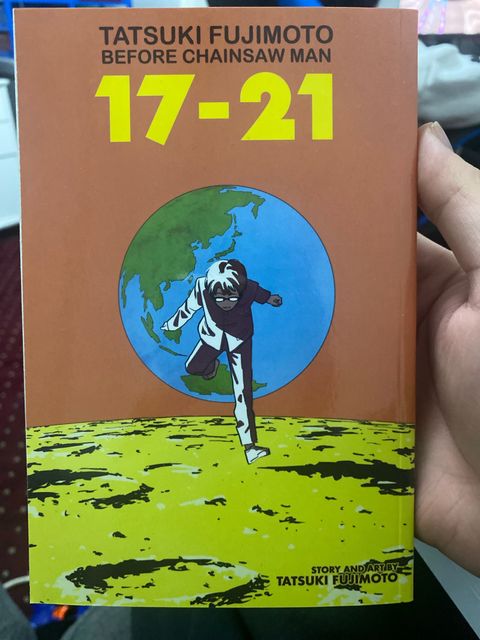 TATSUKI FUJIMOTO
BEFORE CHAINSAW MAN
17-21
STORY AND ART BY
TATSUKI FUJIMOTO